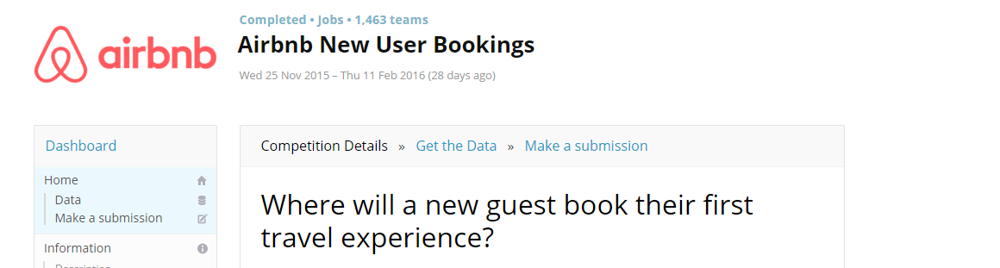 Completed • Jobs • 1,463 teams
airbnb
Airbnb New User Bookings
Wed 25 Nov 2015 – Thu 11 Feb 2016 (28 days ago)
Dashboard
Home
Data
Make a submission
Information
Description
Competition Details » Get the Data » Make a submission
Where will a new guest book their first
travel experience?